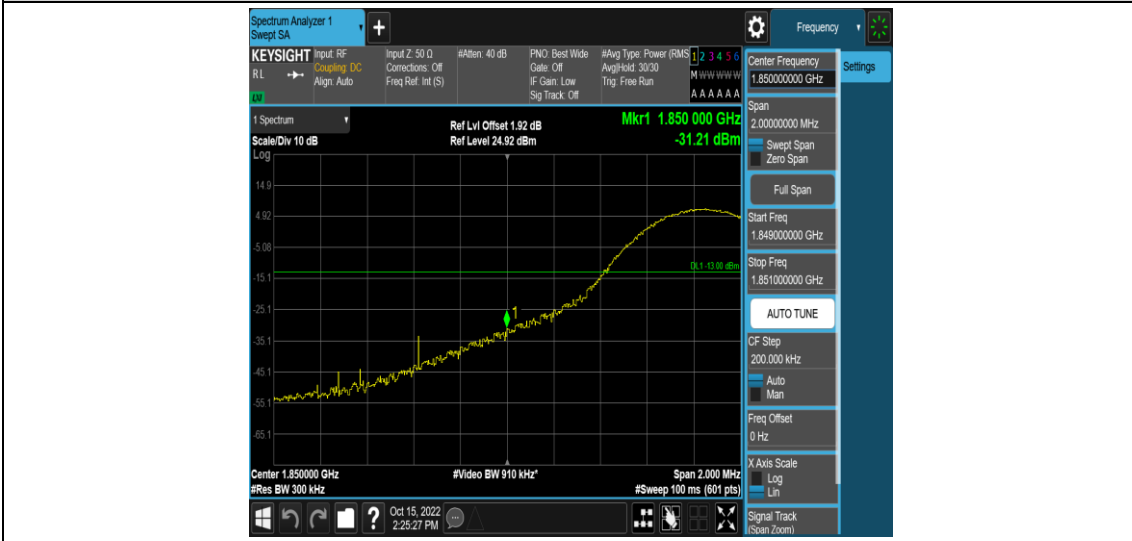 Spectrum Analyzer 1
Swept SA
+
Frequency
KEYSIGHT
RL
Input: RF
Coupling: DC
Align: Auto
Input Z: 50 Ω
Corrections: Off
Freq Ref: Int (S)
#Atten: 40 dB
PNO: Best Wide
Gate: Off
IF Gain: Low
Sig Track: Off
#Avg Type: Power (RMS
Avg|Hold: 30/30
Trig: Free Run
1 2 3 4 5 6
M W W W W W
A A A A A A
1 Spectrum
Scale/Div 10 dB
Log
Ref Lvl Offset 1.92 dB
Ref Level 24.92 dBm
Mkr1 1.850 000 GHz
-31.21 dBm
14.9
4.92
-5.08
-15.1
-25.1
-35.1
-45.1
-55.1
-65.1
DL1 -13.00 dBm
1
Center 1.850000 GHz
#Res BW 300 kHz
#Video BW 910 kHz*
Span 2.000 MHz
#Sweep 100 ms (601 pts)
?
Oct 15, 2022
2:25:27 PM
Center Frequency
1.850000000 GHz
Settings
Span
2.00000000 MHz
Swept Span
Zero Span
Full Span
Start Freq
1.849000000 GHz
Stop Freq
1.851000000 GHz
AUTO TUNE
CF Step
200.000 kHz
Auto
Man
Freq Offset
0 Hz
X Axis Scale
Log
Lin
Signal Track
(Span Zoom)